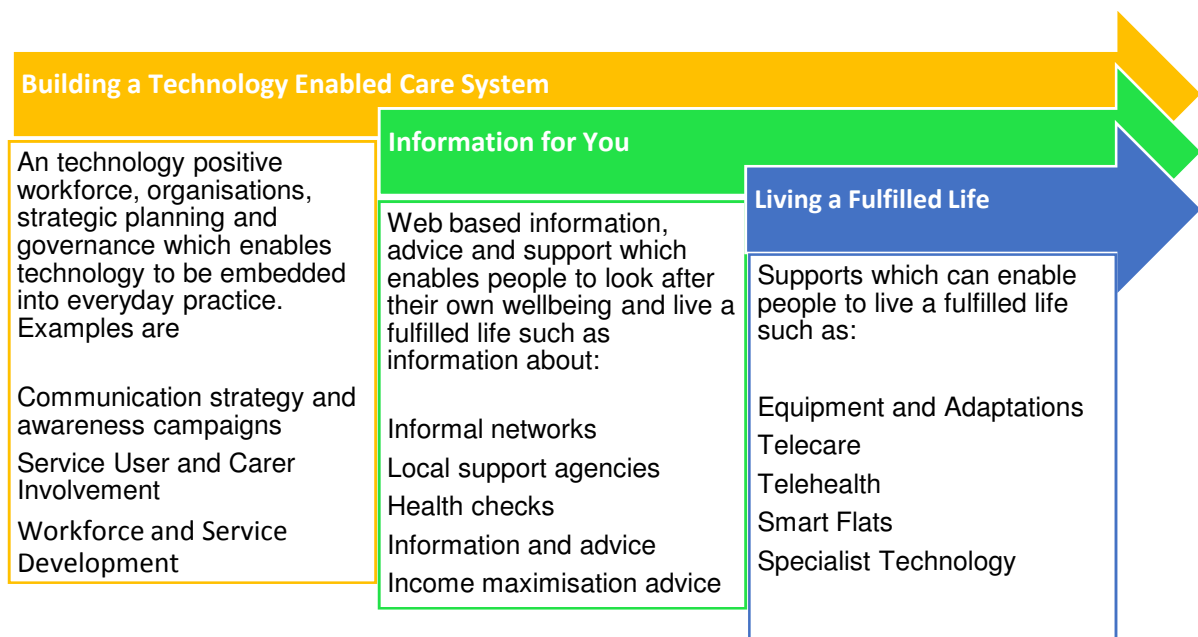 Building a Technology Enabled Care System
An technology positive
workforce, organisations,
strategic planning and
governance which enables
technology to be embedded
into everyday practice.
Examples are
Communication strategy and
awareness campaigns
Service User and Carer
Involvement
Workforce and Service
Development
Information for You
Web based information,
advice and support which
enables people to look after
their own wellbeing and live a
fulfilled life such as
information about:
Informal networks
Local support agencies
Health checks
Information and advice
Income maximisation advice
Living a Fulfilled Life
Supports which can enable
people to live a fulfilled life
such as:
Equipment and Adaptations
Telecare
Telehealth
Smart Flats
Specialist Technology